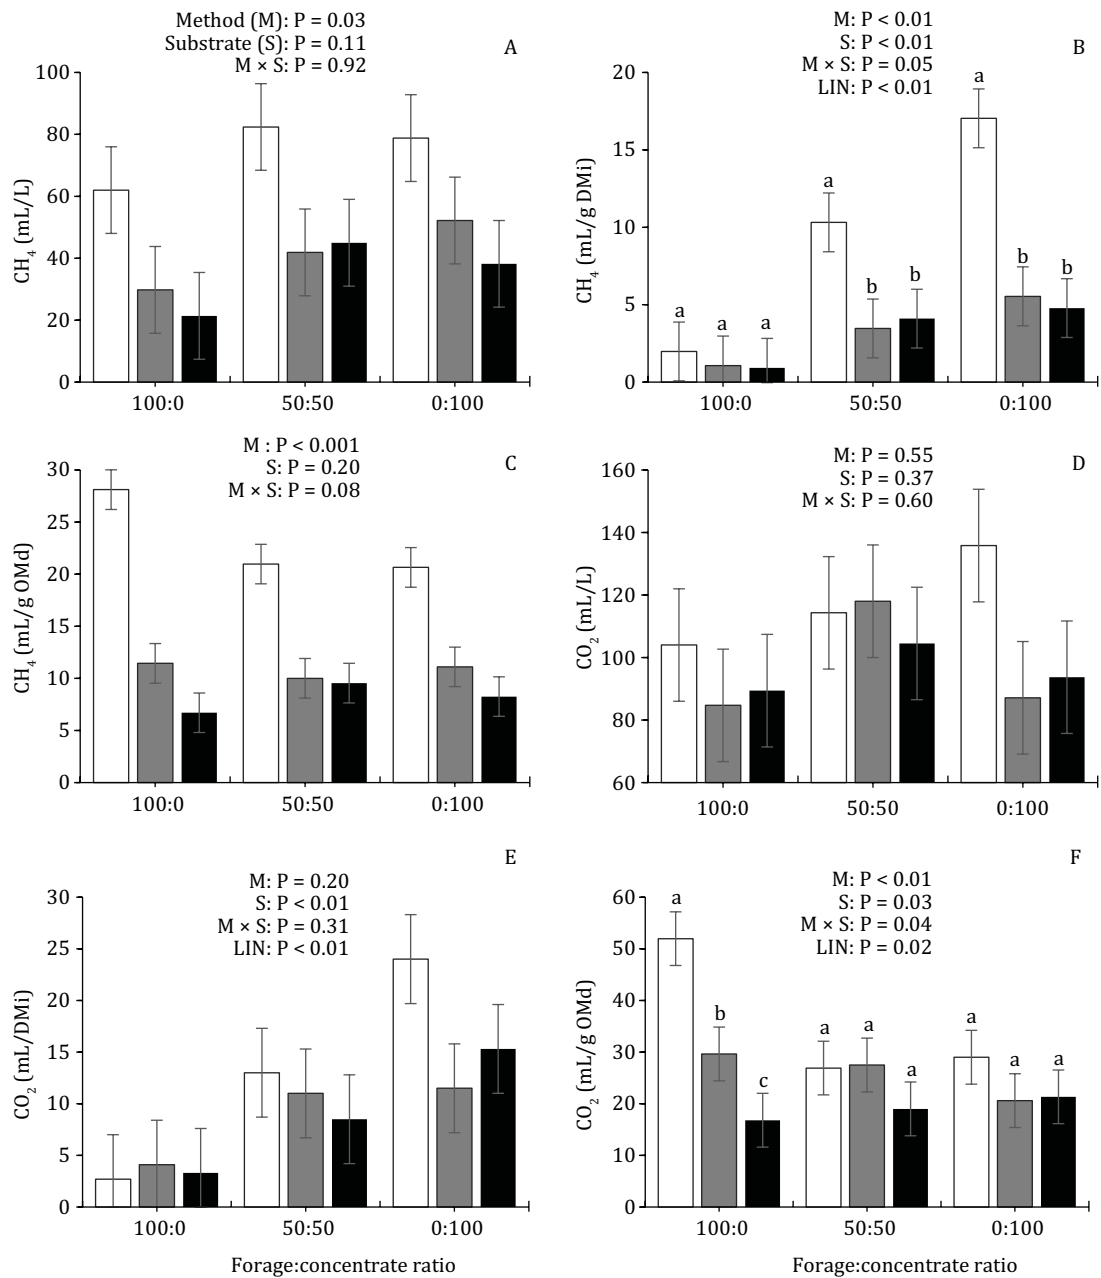 Method (M): P = 0.03
Substrate (S): P = 0.11
M × S: P = 0.92
A
CH₄ (mL/L)
100
80
60
40
20
0
100:0
50:50
0:100
M: P < 0.01
S: P < 0.01
M × S: P = 0.05
LIN: P < 0.01
B
CH₄ (mL/g DMi)
20
15
10
5
0
a
a
a
a
b
b
a
b
b
100:0
50:50
0:100
M : P < 0.001
S: P = 0.20
M × S: P = 0.08
C
CH₄ (mL/g OMd)
30
25
20
15
10
5
0
100:0
50:50
0:100
M: P = 0.55
S: P = 0.37
M × S: P = 0.60
D
CO₂ (mL/L)
160
140
120
100
80
60
100:0
50:50
0:100
M: P = 0.20
S: P < 0.01
M × S: P = 0.31
LIN: P < 0.01
E
CO₂ (mL/DMi)
30
25
20
15
10
5
0
100:0
50:50
0:100
Forage:concentrate ratio
M: P < 0.01
S: P = 0.03
M × S: P = 0.04
LIN: P = 0.02
F
CO₂ (mL/g OMd)
60
50
40
30
20
10
0
a
b
c
a
a
a
a
a
a
100:0
50:50
0:100
Forage:concentrate ratio